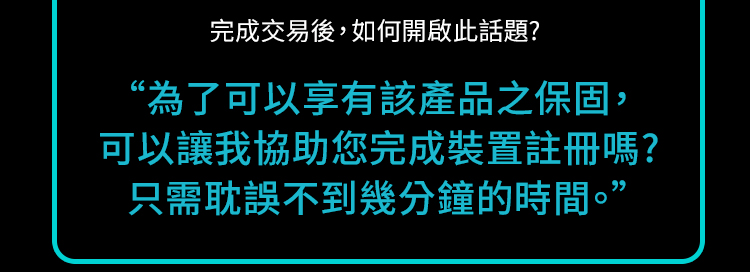 完成交易後，如何開啟此話題?
“為了可以享有該產品之保固，
可以讓我協助您完成裝置註冊嗎?
只需耽誤不到幾分鐘的時間。”